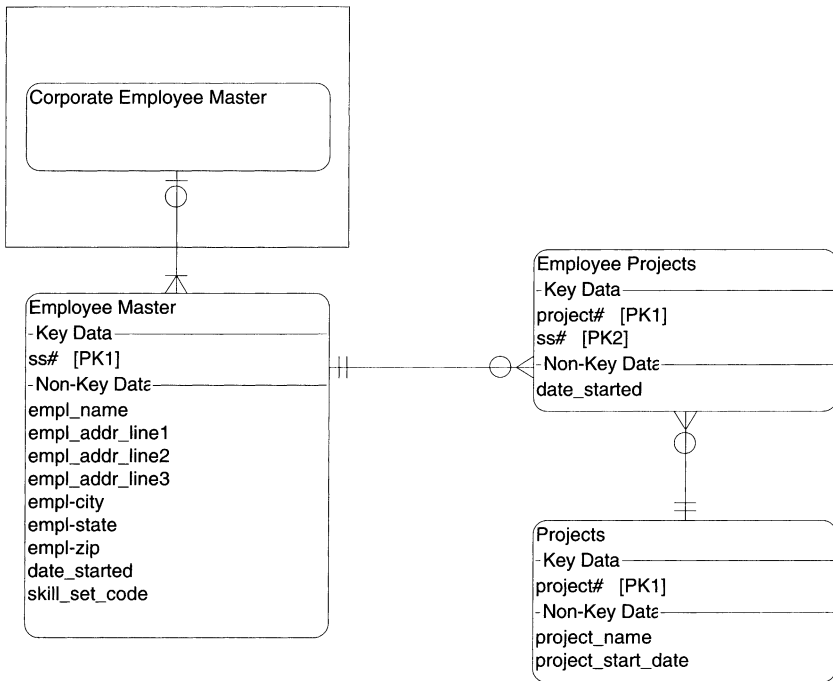 Corporate Employee Master
Employee Master
Key Data
ss# [PK1]
Non-Key Data
empl_name
empl_addr_line1
empl_addr_line2
empl_addr_line3
empl-city
empl-state
empl-zip
date_started
skill_set_code
Employee Projects
Key Data
project# [PK1]
ss# [PK2]
Non-Key Data
date_started
Projects
Key Data
project# [PK1]
Non-Key Data
project_name
project_start_date